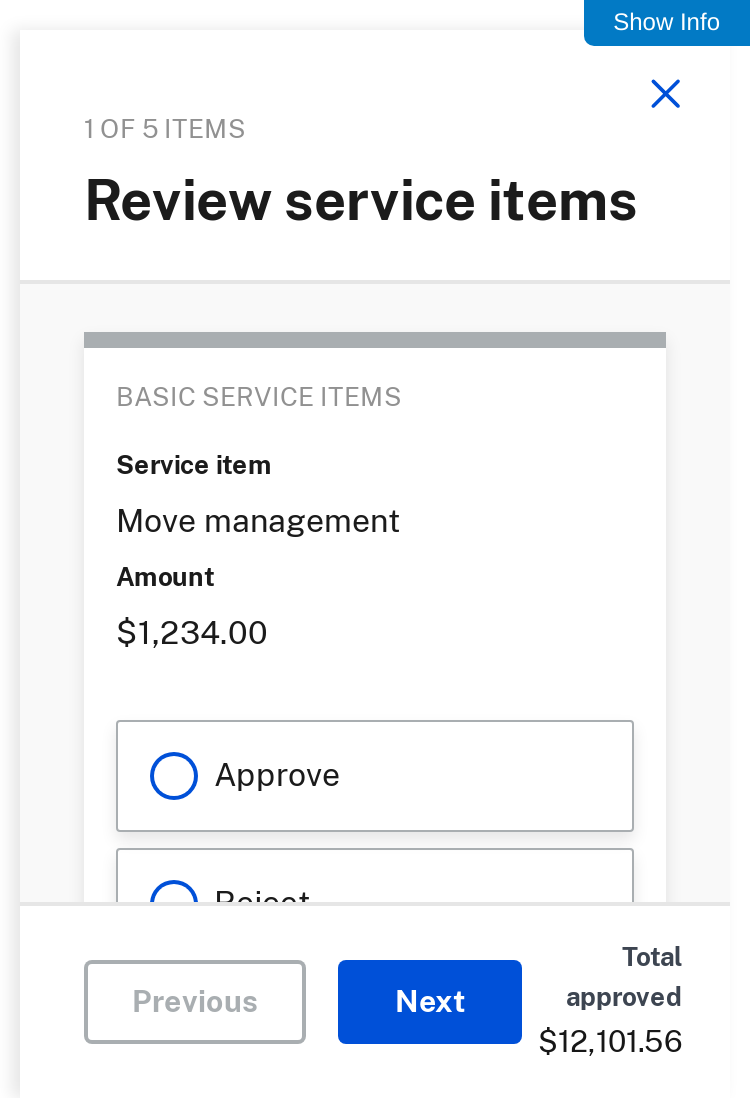 Show Info
1 OF 5 ITEMS
Review service items
BASIC SERVICE ITEMS
Service item
Move management
Amount
$1,234.00
Approve
Reject
Previous
Next
Total
approved
$12,101.56